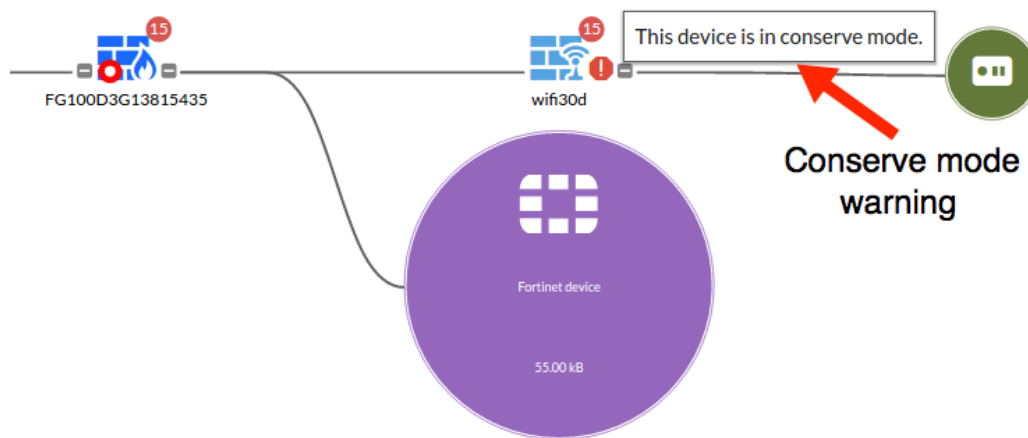 15
15
This device is in conserve mode.
FG100D3G13815435
wifi30d
Conserve mode
warning
Fortinet device
55.00 kB